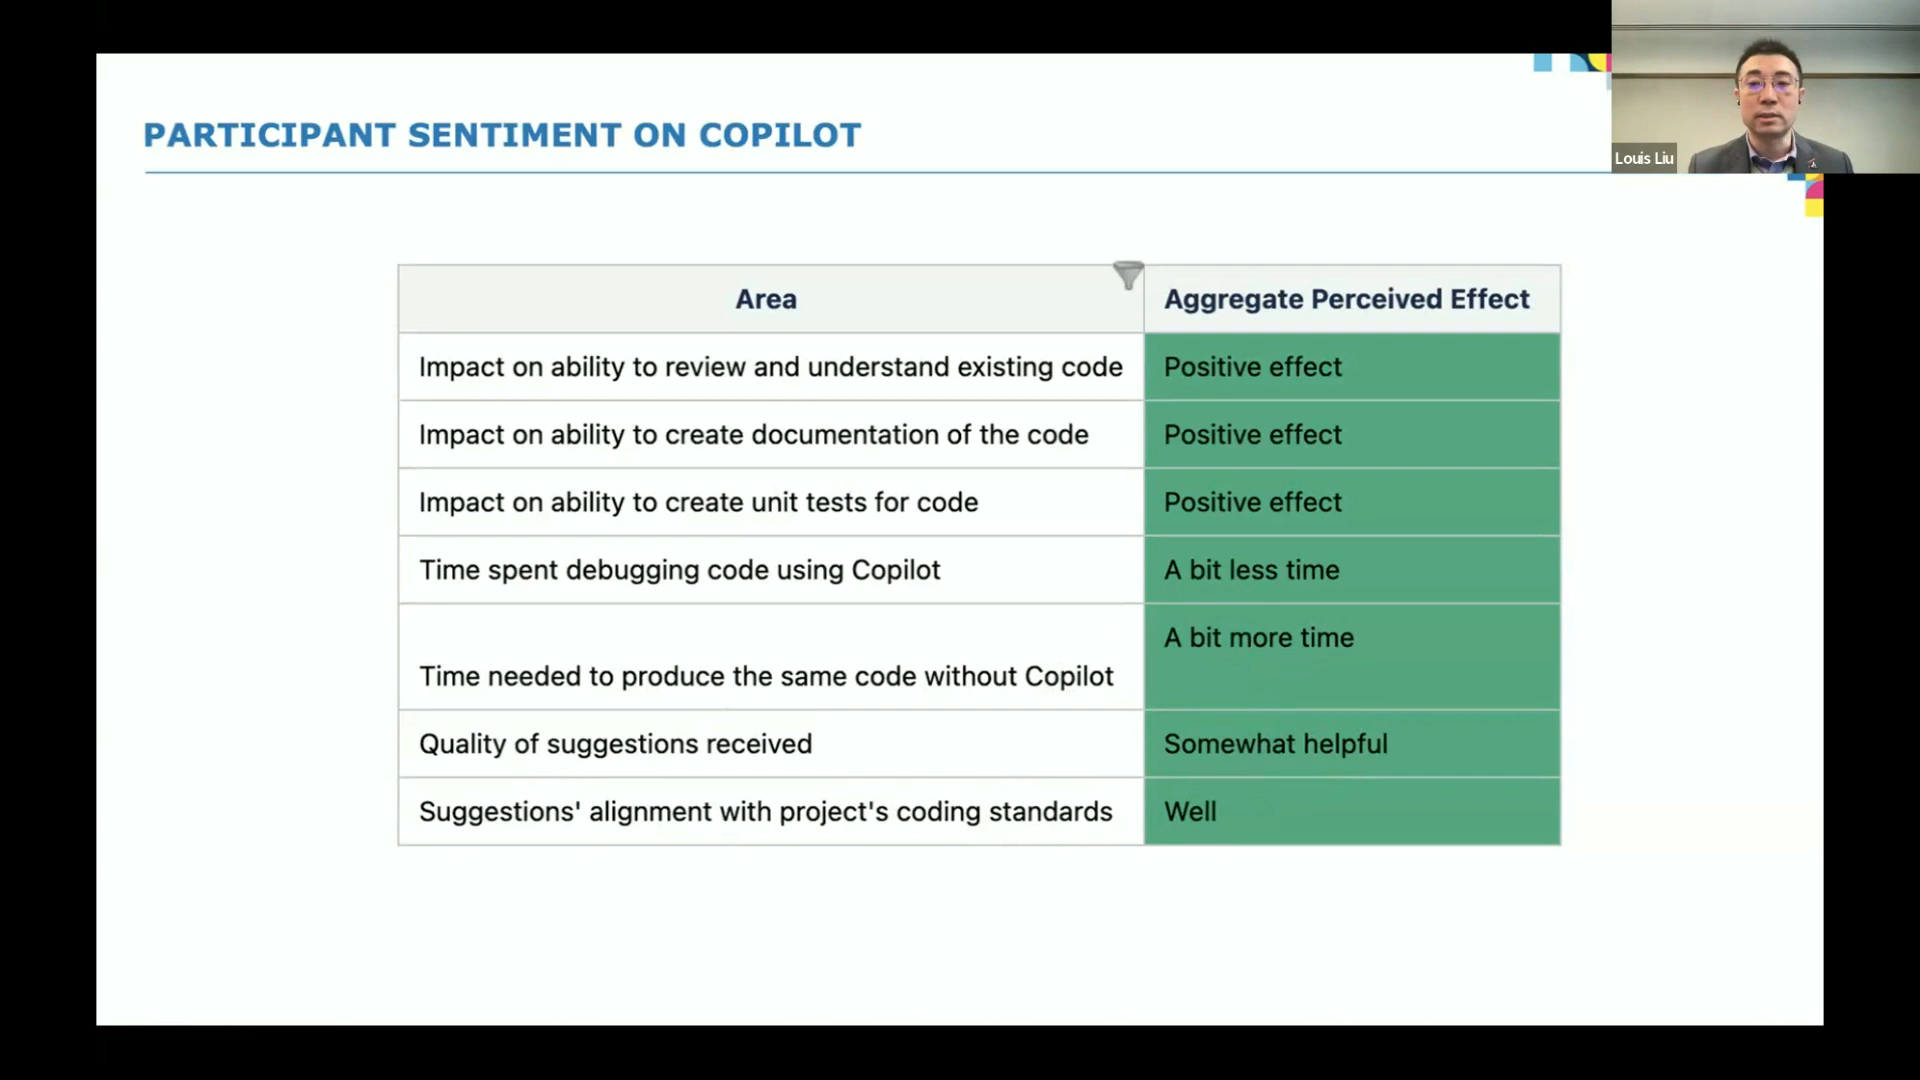 PARTICIPANT SENTIMENT ON COPILOT
Louis Liu
Area
Aggregate Perceived Effect
Impact on ability to review and understand existing code
Positive effect
Impact on ability to create documentation of the code
Positive effect
Impact on ability to create unit tests for code
Positive effect
Time spent debugging code using Copilot
A bit less time
Time needed to produce the same code without Copilot
A bit more time
Quality of suggestions received
Somewhat helpful
Suggestions' alignment with project's coding standards
Well